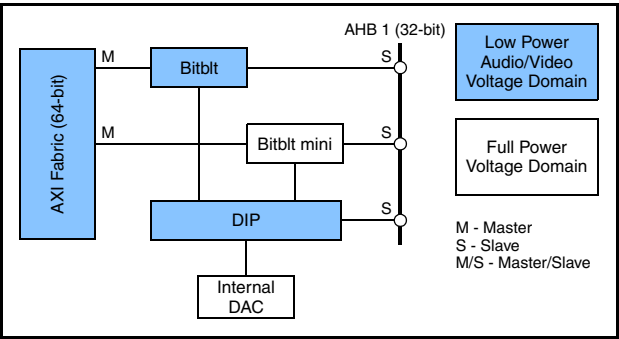 AHB 1 (32-bit)
M
Bitblt
S
Low Power
Audio/Video
Voltage Domain
AXI Fabric (64-bit)
M
Bitblt mini
S
Full Power
Voltage Domain
DIP
S
M - Master
S - Slave
M/S - Master/Slave
Internal
DAC